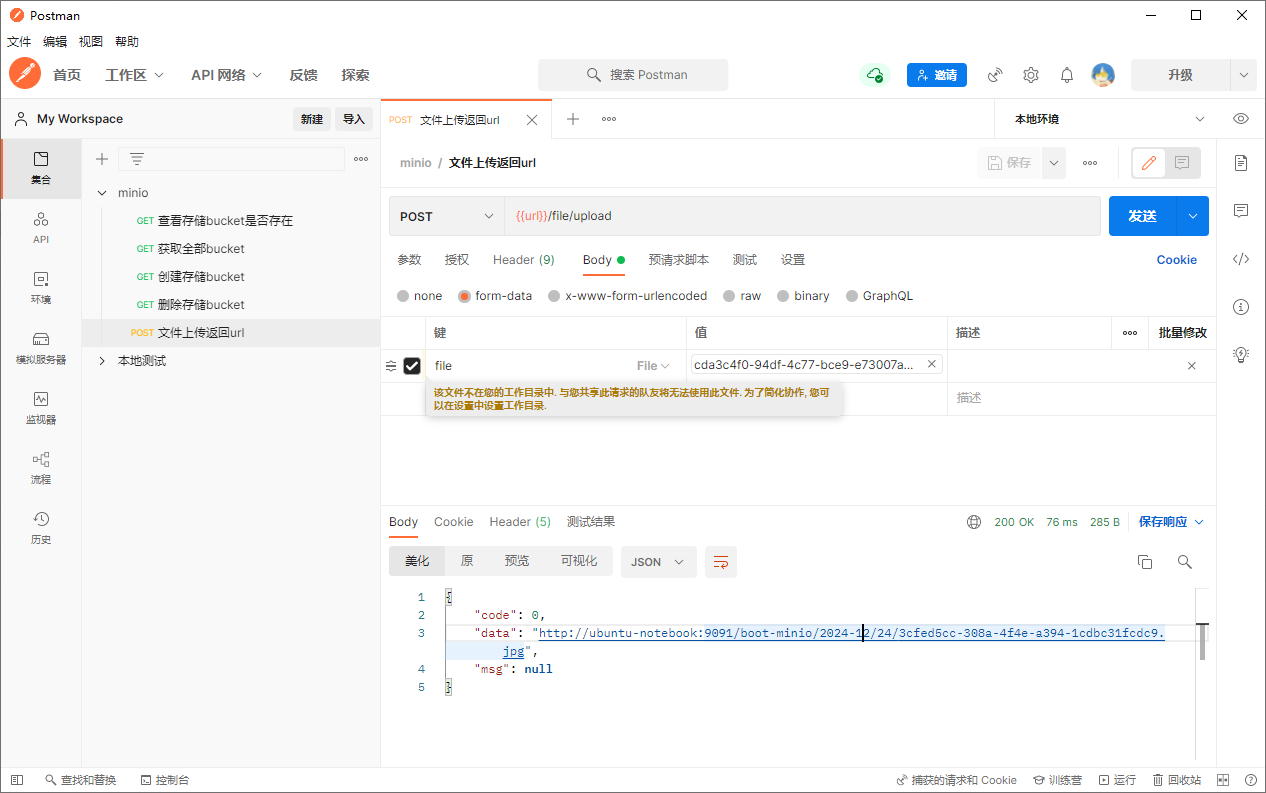 Postman
文件 编辑 视图 帮助
首页 工作区 API 网络 反馈 探索 搜索 Postman 邀请 升级
My Workspace 新建 导入 POST 文件上传返回url 本地环境
集合
API
环境
模拟服务器
监视器
流程
历史
minio
GET 查看存储bucket是否存在
GET 获取全部bucket
GET 创建存储bucket
GET 删除存储bucket
POST 文件上传返回url
本地测试
minio / 文件上传返回url 保存
POST {{url}}/file/upload 发送
参数 授权 Header (9) Body 预请求脚本 测试 设置 Cookie
none form-data x-www-form-urlencoded raw binary GraphQL
键 值 描述 批量修改
file File cda3c4f0-94df-4c77-bce9-e73007a...
该文件不在您的工作目录中. 与您共享此请求的队友将无法使用此文件. 为了简化协作, 您可
以在设置中设置工作目录.
描述
Body Cookie Header (5) 测试结果 200 OK 76 ms 285 B 保存响应
美化 原 预览 可视化 JSON
1 {
2 "code": 0,
3 "data": "http://ubuntu-notebook:9091/boot-minio/2024-12/24/3cfed5cc-308a-4f4e-a394-1cdbc31fcdc9.
jpg",
4 "msg": null
5 }
查找和替换 控制台 捕获的请求和 Cookie 训练营 运行 回收站